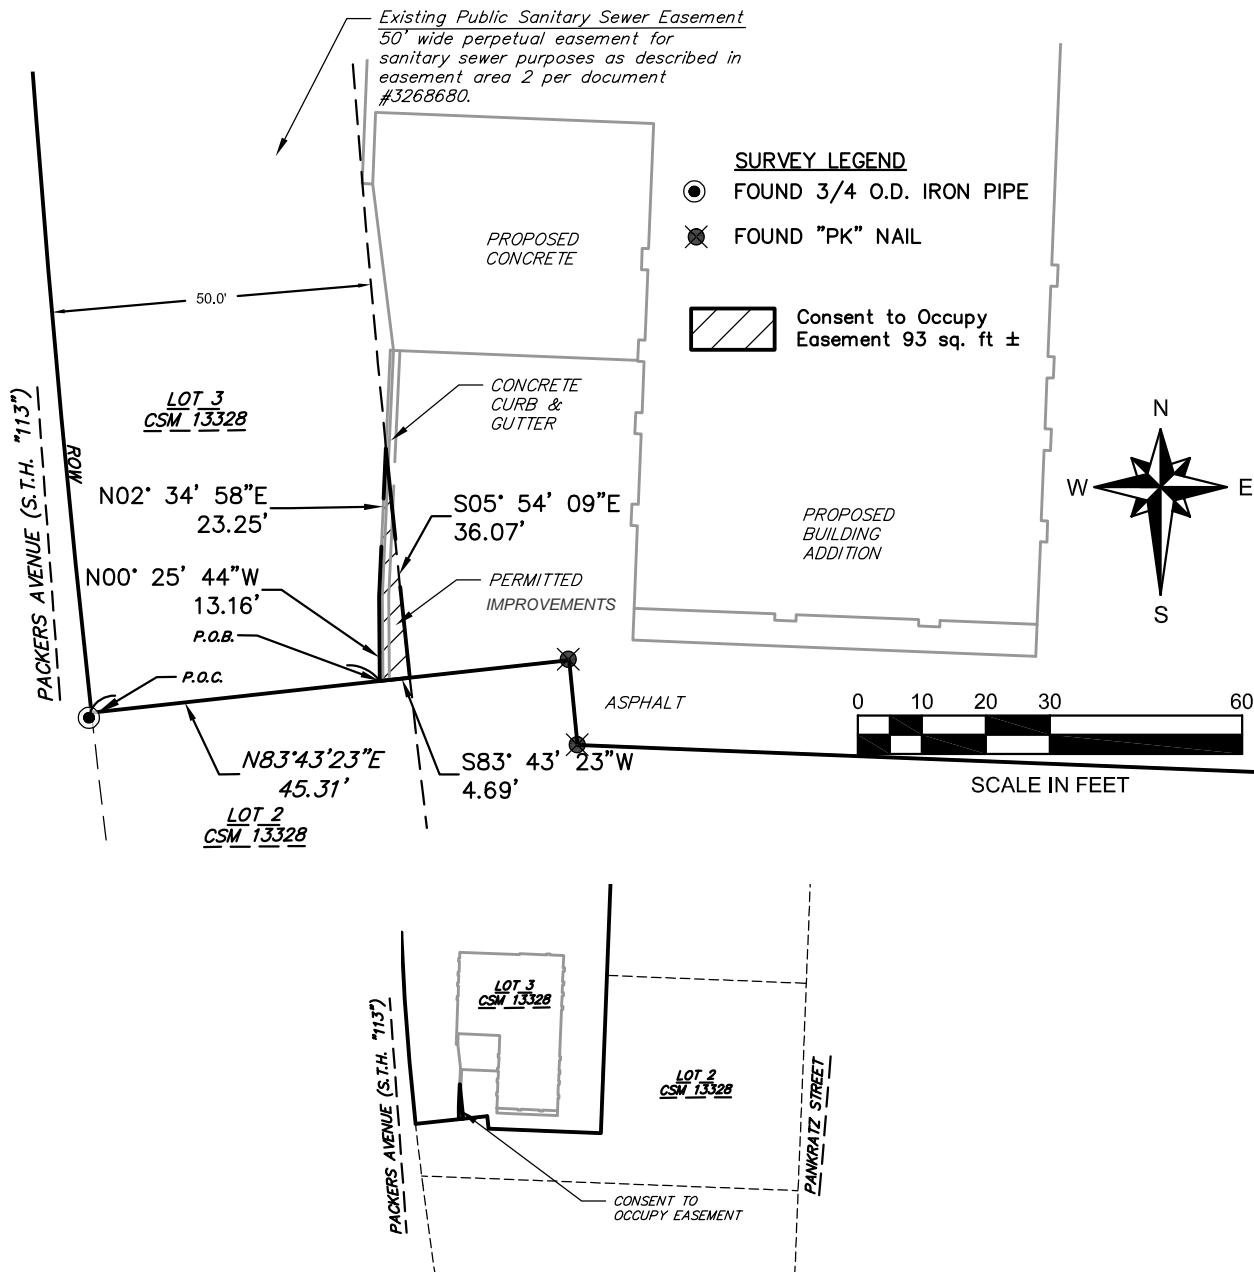 Existing Public Sanitary Sewer Easement
50' wide perpetual easement for
sanitary sewer purposes as described in
easement area 2 per document
#3268680.
SURVEY LEGEND
FOUND 3/4 O.D. IRON PIPE
FOUND "PK" NAIL
Consent to Occupy
Easement 93 sq. ft ±
PROPOSED
CONCRETE
50.0'
LOT 3
CSM 13328
CONCRETE
CURB &
GUTTER
PACKERS AVENUE (S.T.H. "113")
ROW
N02° 34' 58"E
23.25'
S05° 54' 09"E
36.07'
PROPOSED
BUILDING
ADDITION
N
W
E
S
N00° 25' 44"W
13.16'
PERMITTED
IMPROVEMENTS
P.O.B.
P.O.C.
ASPHALT
N83°43'23"E
45.31'
S83° 43' 23"W
4.69'
LOT 2
CSM 13328
0 10 20 30 60
SCALE IN FEET
LOT 3
CSM 13328
PACKERS AVENUE (S.T.H. "113")
LOT 2
CSM 13328
PANKRATZ STREET
CONSENT TO
OCCUPY EASEMENT